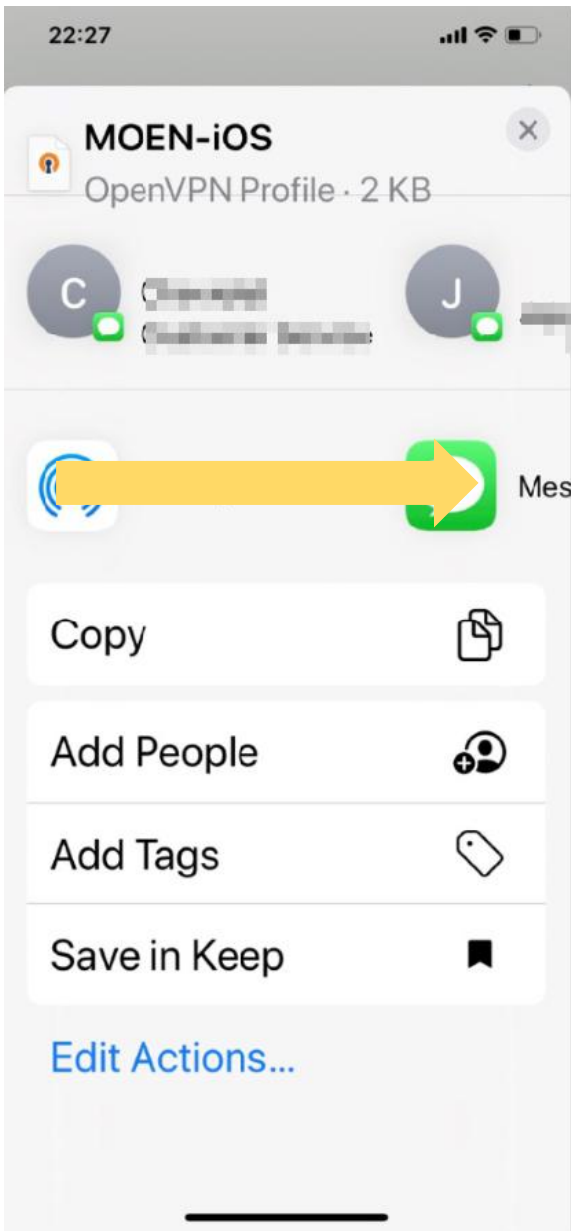 22:27
MOEN-iOS
OpenVPN Profile · 2 KB
C
J
Mes
Copy
Add People
Add Tags
Save in Keep
Edit Actions...